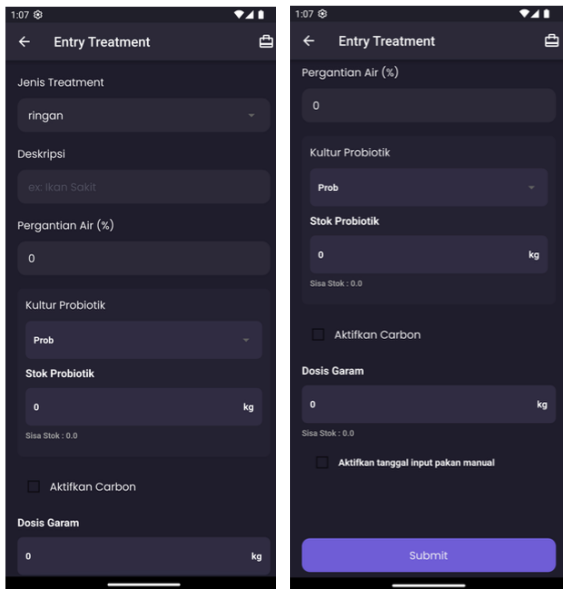 1:07
Entry Treatment
Jenis Treatment
ringan
Deskripsi
ex: Ikan Sakit
Pergantian Air (%)
0
Kultur Probiotik
Prob
Stok Probiotik
0 kg
Sisa Stok : 0.0
Aktifkan Carbon
Dosis Garam
0 kg
1:07
Entry Treatment
Pergantian Air (%)
0
Kultur Probiotik
Prob
Stok Probiotik
0 kg
Sisa Stok : 0.0
Aktifkan Carbon
Dosis Garam
0 kg
Sisa Stok : 0.0
Aktifkan tanggal input pakan manual
Submit